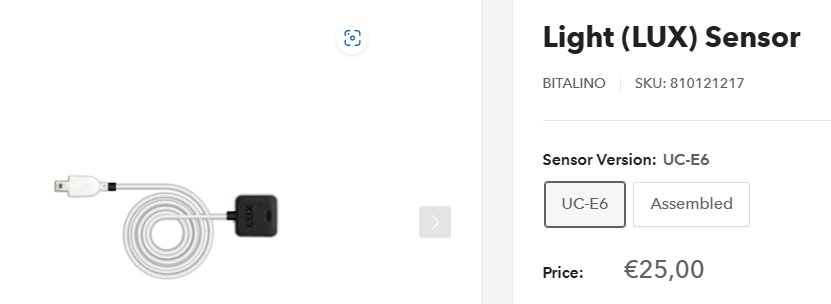 Light (LUX) Sensor
BITALINO SKU: 810121217
Sensor Version: UC-E6
UC-E6 Assembled
Price: €25,00
LUX